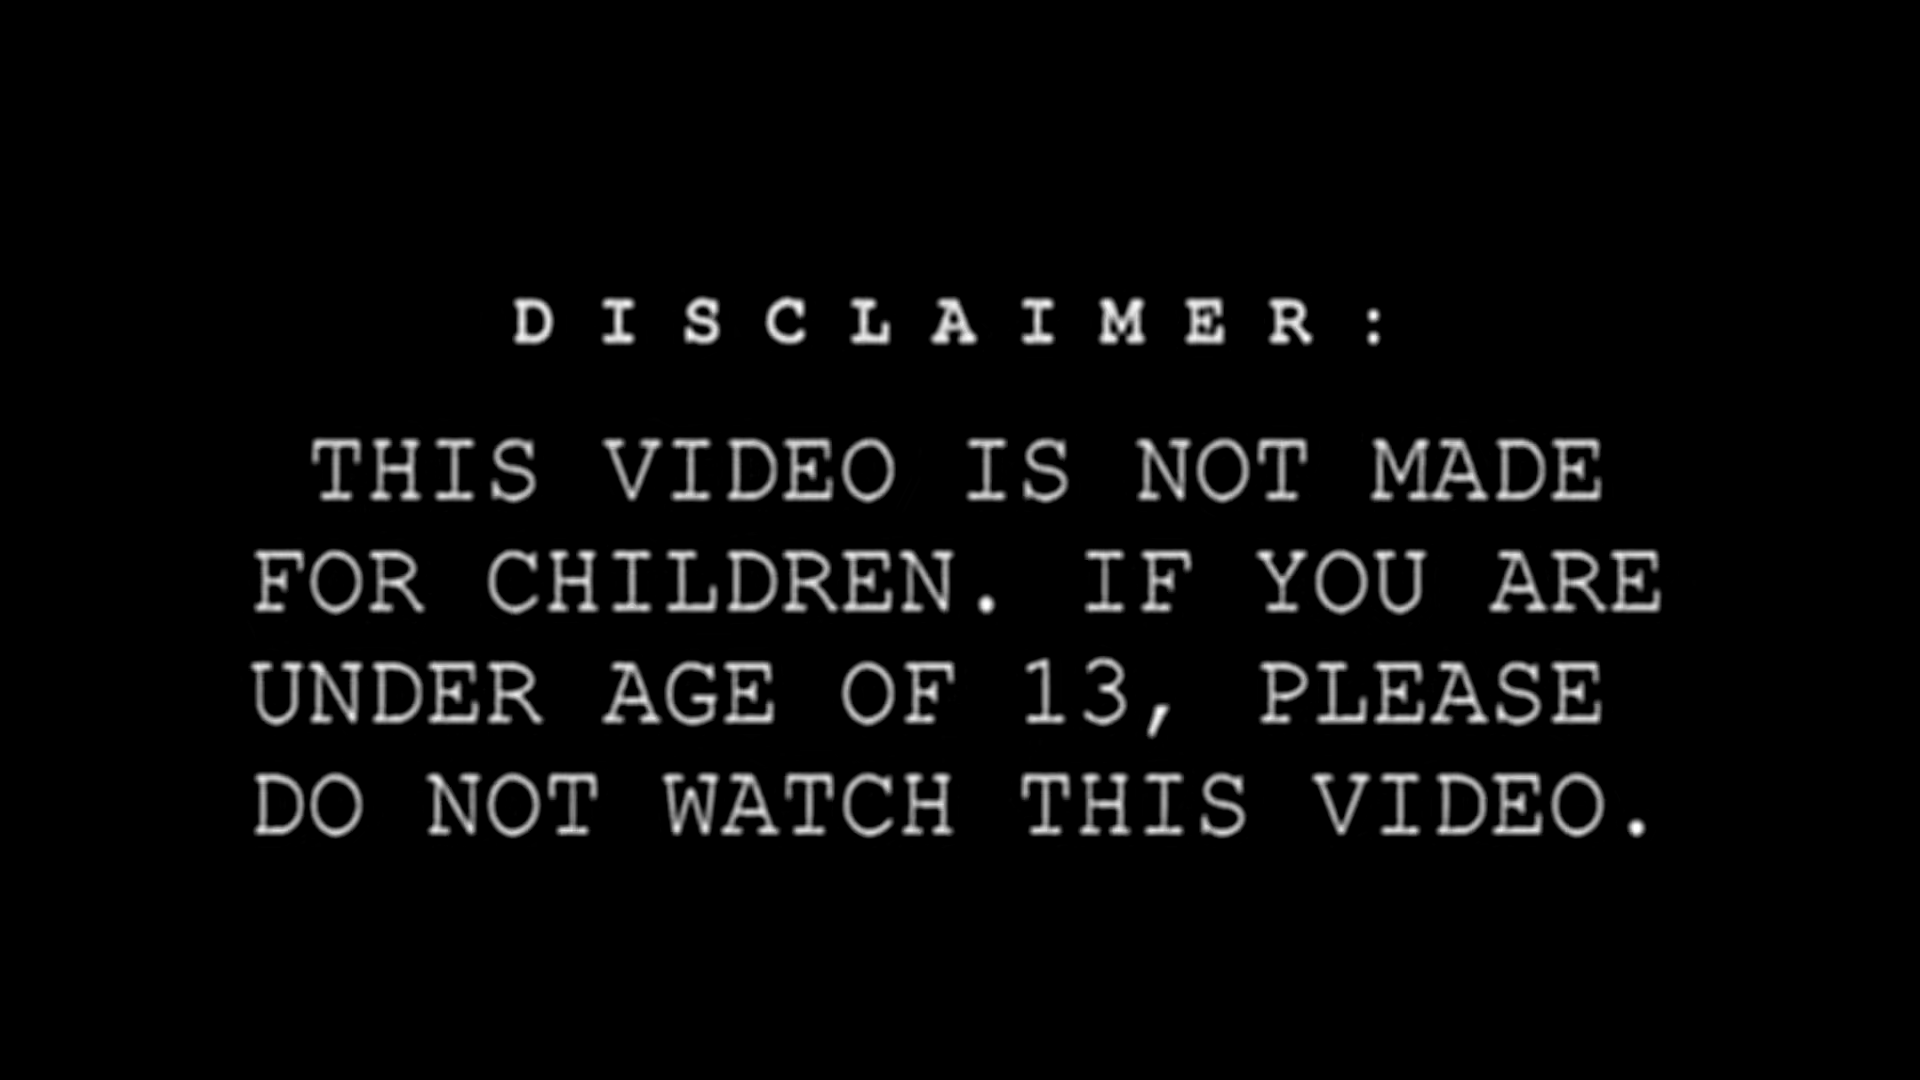 D I S C L A I M E R :
THIS VIDEO IS NOT MADE
FOR CHILDREN. IF YOU ARE
UNDER AGE OF 13, PLEASE
DO NOT WATCH THIS VIDEO.